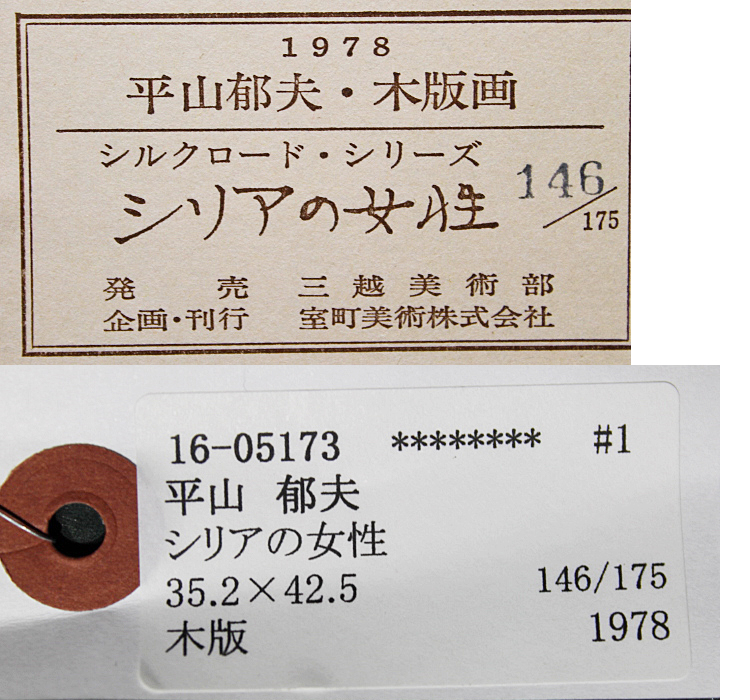 1978
平山郁夫・木版画
シルクロード・シリーズ
シリアの女性 146/175
発売 三越美術部
企画・刊行 室町美術株式会社
16-05173 ******** #1
平山 郁夫
シリアの女性
35.2×42.5 146/175
木版 1978